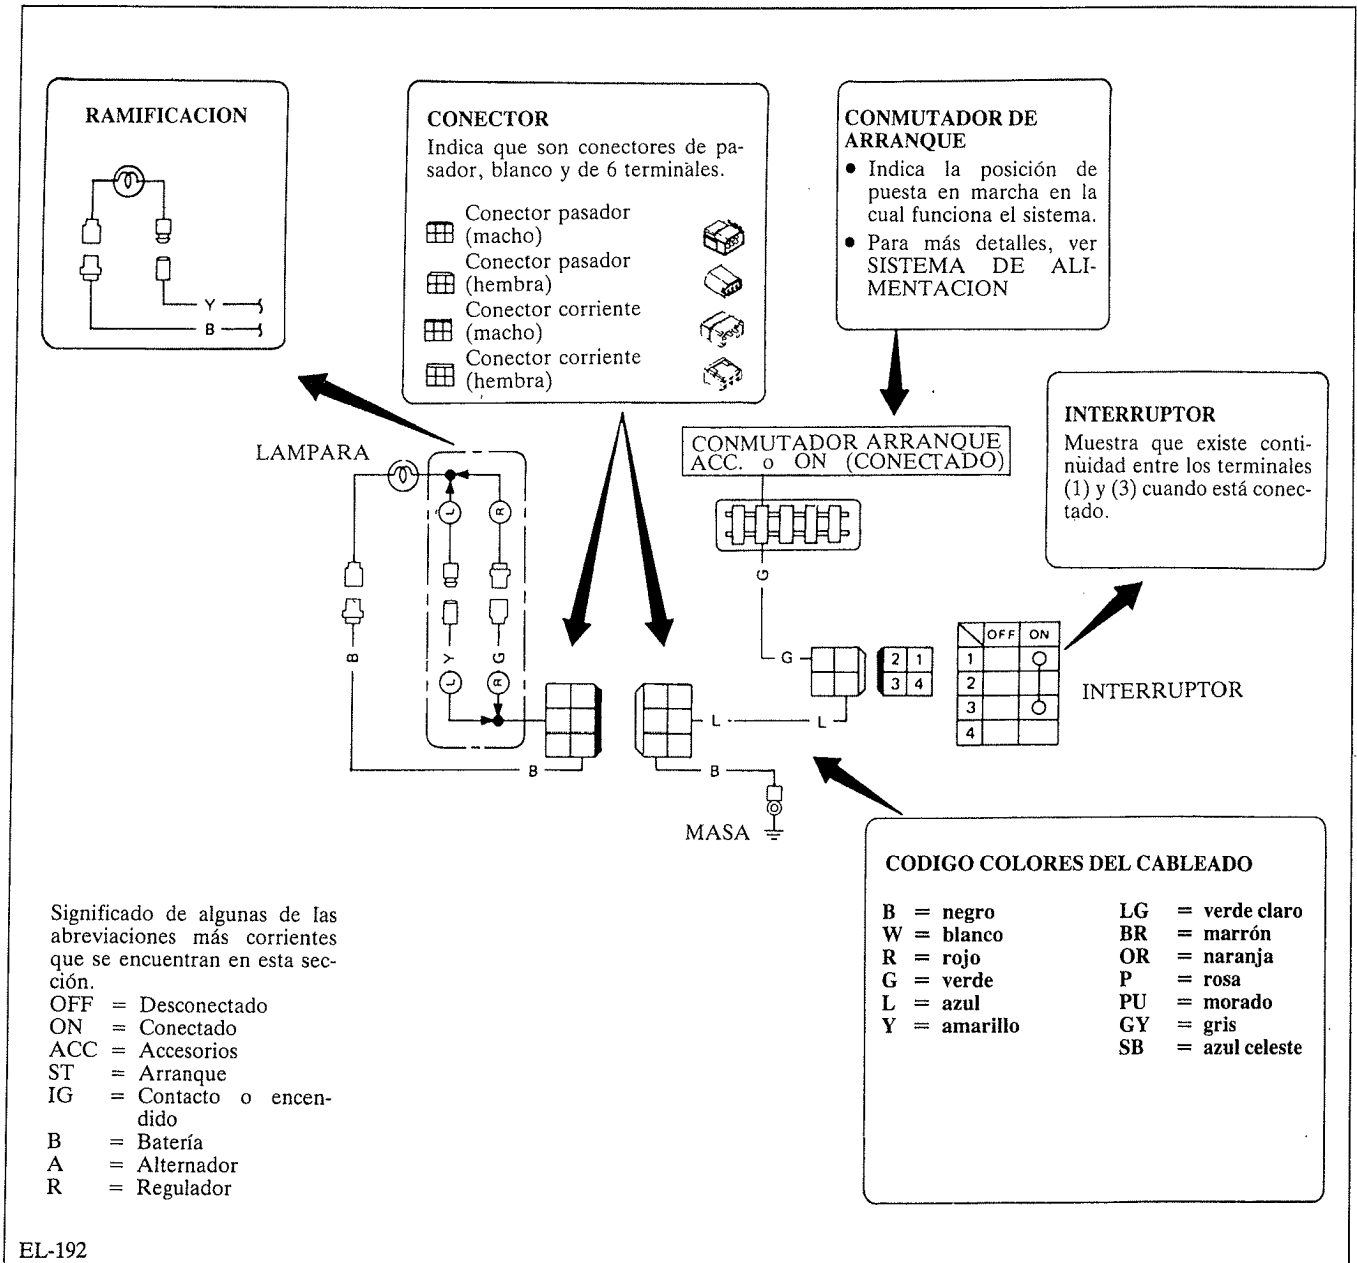 RAMIFICACION
Y
B
CONECTOR
Indica que son conectores de pa-
sador, blanco y de 6 terminales.
Conector pasador
(macho)
Conector pasador
(hembra)
Conector corriente
(macho)
Conector corriente
(hembra)
CONMUTADOR DE
ARRANQUE
● Indica la posición de
puesta en marcha en la
cual funciona el sistema.
● Para más detalles, ver
SISTEMA DE ALI-
MENTACION
INTERRUPTOR
Muestra que existe conti-
nuidad entre los terminales
(1) y (3) cuando está conec-
tado.
LAMPARA
CONMUTADOR ARRANQUE
ACC. o ON (CONECTADO)
L
R
G
B
Y
G
L
R
G
2 1
3 4
OFF ON
1
2
3
4
INTERRUPTOR
L
L
B
B
MASA
CODIGO COLORES DEL CABLEADO
B = negro
W = blanco
R = rojo
G = verde
L = azul
Y = amarillo
LG = verde claro
BR = marrón
OR = naranja
P = rosa
PU = morado
GY = gris
SB = azul celeste
Significado de algunas de las
abreviaciones más corrientes
que se encuentran en esta sec-
ción.
OFF = Desconectado
ON = Conectado
ACC = Accesorios
ST = Arranque
IG = Contacto o encen-
dido
B = Batería
A = Alternador
R = Regulador
EL-192